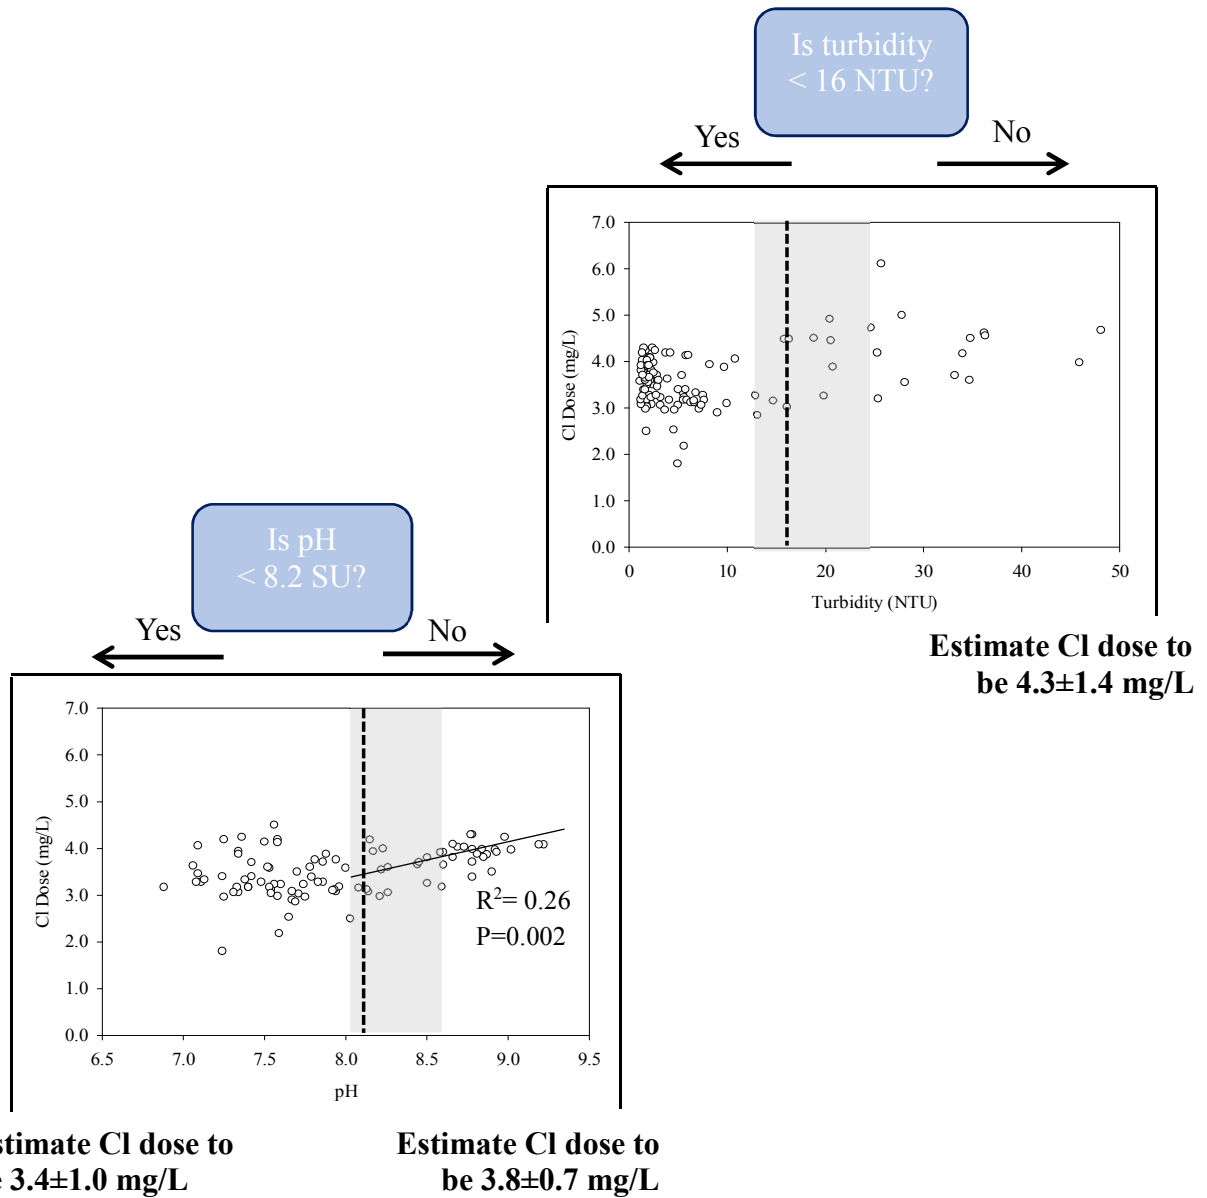 Is turbidity
< 16 NTU?
Yes
No
7.0
6.0
5.0
4.0
3.0
2.0
1.0
0.0
Cl Dose (mg/L)
0 10 20 30 40 50
Turbidity (NTU)
Estimate Cl dose to
be 4.3±1.4 mg/L
Is pH
< 8.2 SU?
Yes
No
7.0
6.0
5.0
4.0
3.0
2.0
1.0
0.0
Cl Dose (mg/L)
R²= 0.26
P=0.002
6.5 7.0 7.5 8.0 8.5 9.0 9.5
pH
stimate Cl dose to
e 3.4±1.0 mg/L
Estimate Cl dose to
be 3.8±0.7 mg/L